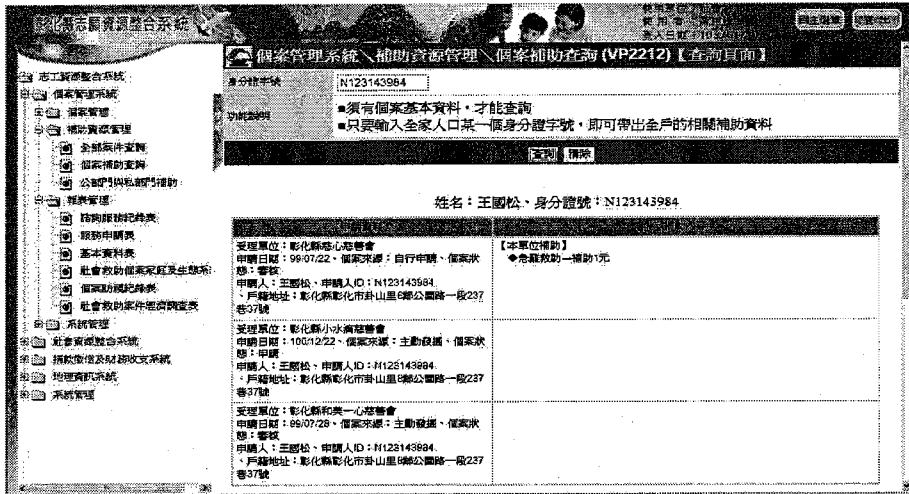 彰化縣志願資源整合系統
個案管理系統＼補助資源管理＼個案補助查詢 (VP2212)【查詢頁面】
志工資源整合系統
個案管理系統
個案管理
補助資源管理
全部案件查詢
個案補助查詢
公部門與私部門補助
報表管理
諮詢服務紀錄表
服務申請表
基本資料表
社會救助個案家庭及生態系
個案訪視紀錄表
社會救助案件經濟調查表
系統管理
社會資源整合系統
捐款徵信及財務收支系統
地理資訊系統
系統管理
身分證字號
N123143984
功能說明
■須有個案基本資料，才能查詢
■只要輸入全家人口某一個身分證字號，即可帶出全戶的相關補助資料
查詢 清除
姓名：王國松、身分證號：N123143984
受理單位：彰化縣慈心慈善會
申請日期：99/07/22、個案來源：自行申請、個案狀
態：審核
申請人：王國松、申請人ID：N123143984
、戶籍地址：彰化縣彰化市卦山里8鄰公園路一段237
巷37號
【本單位補助】
◆急難救助—補助1元
受理單位：彰化縣小水滴慈善會
申請日期：100/12/22、個案來源：主動發掘、個案狀
態：申請
申請人：王國松、申請人ID：N123143984
、戶籍地址：彰化縣彰化市卦山里8鄰公園路一段237
巷37號
受理單位：彰化縣和美一心慈善會
申請日期：99/07/28、個案來源：主動發掘、個案狀
態：審核
申請人：王國松、申請人ID：N123143984
、戶籍地址：彰化縣彰化市卦山里8鄰公園路一段237
巷37號